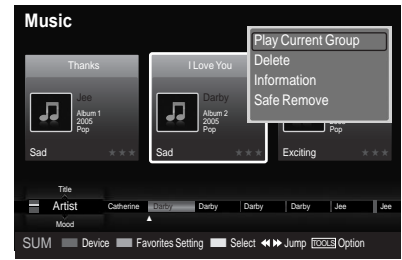 Music
Play Current Group
Delete
Information
Safe Remove
Thanks
I Love You
Jee
Album 1
2005
Pop
Darby
Album 2
2005
Pop
Pop
Sad
Sad
Exciting
Title
Artist
Catherine
Darby
Darby
Darby
Darby
Jee
Jee
Mood
SUM
Device
Favorites Setting
Select
Jump
TOOLS
Option